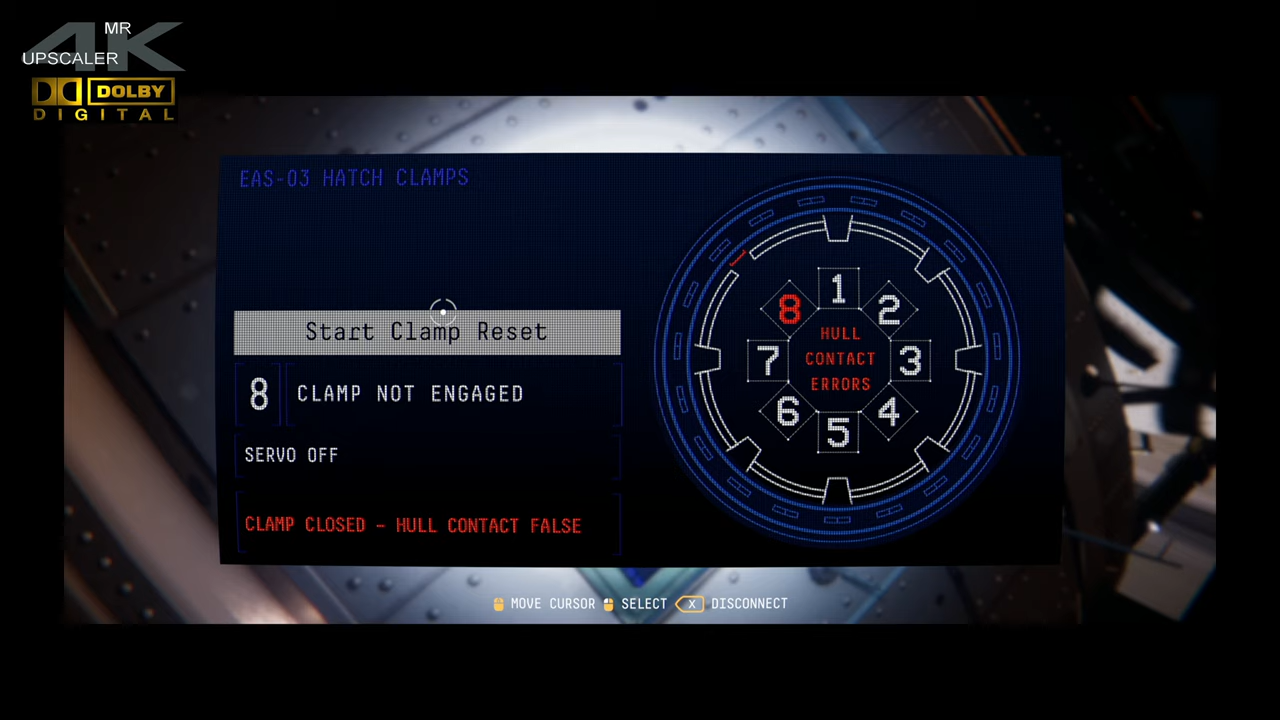 4K
MR
UPSCALER
DOLBY
DIGITAL
EAS-03 HATCH CLAMPS
Start Clamp Reset
8 CLAMP NOT ENGAGED
SERVO OFF
CLAMP CLOSED - HULL CONTACT FALSE
1
2
3
4
5
6
7
8
HULL
CONTACT
ERRORS
MOVE CURSOR SELECT X DISCONNECT